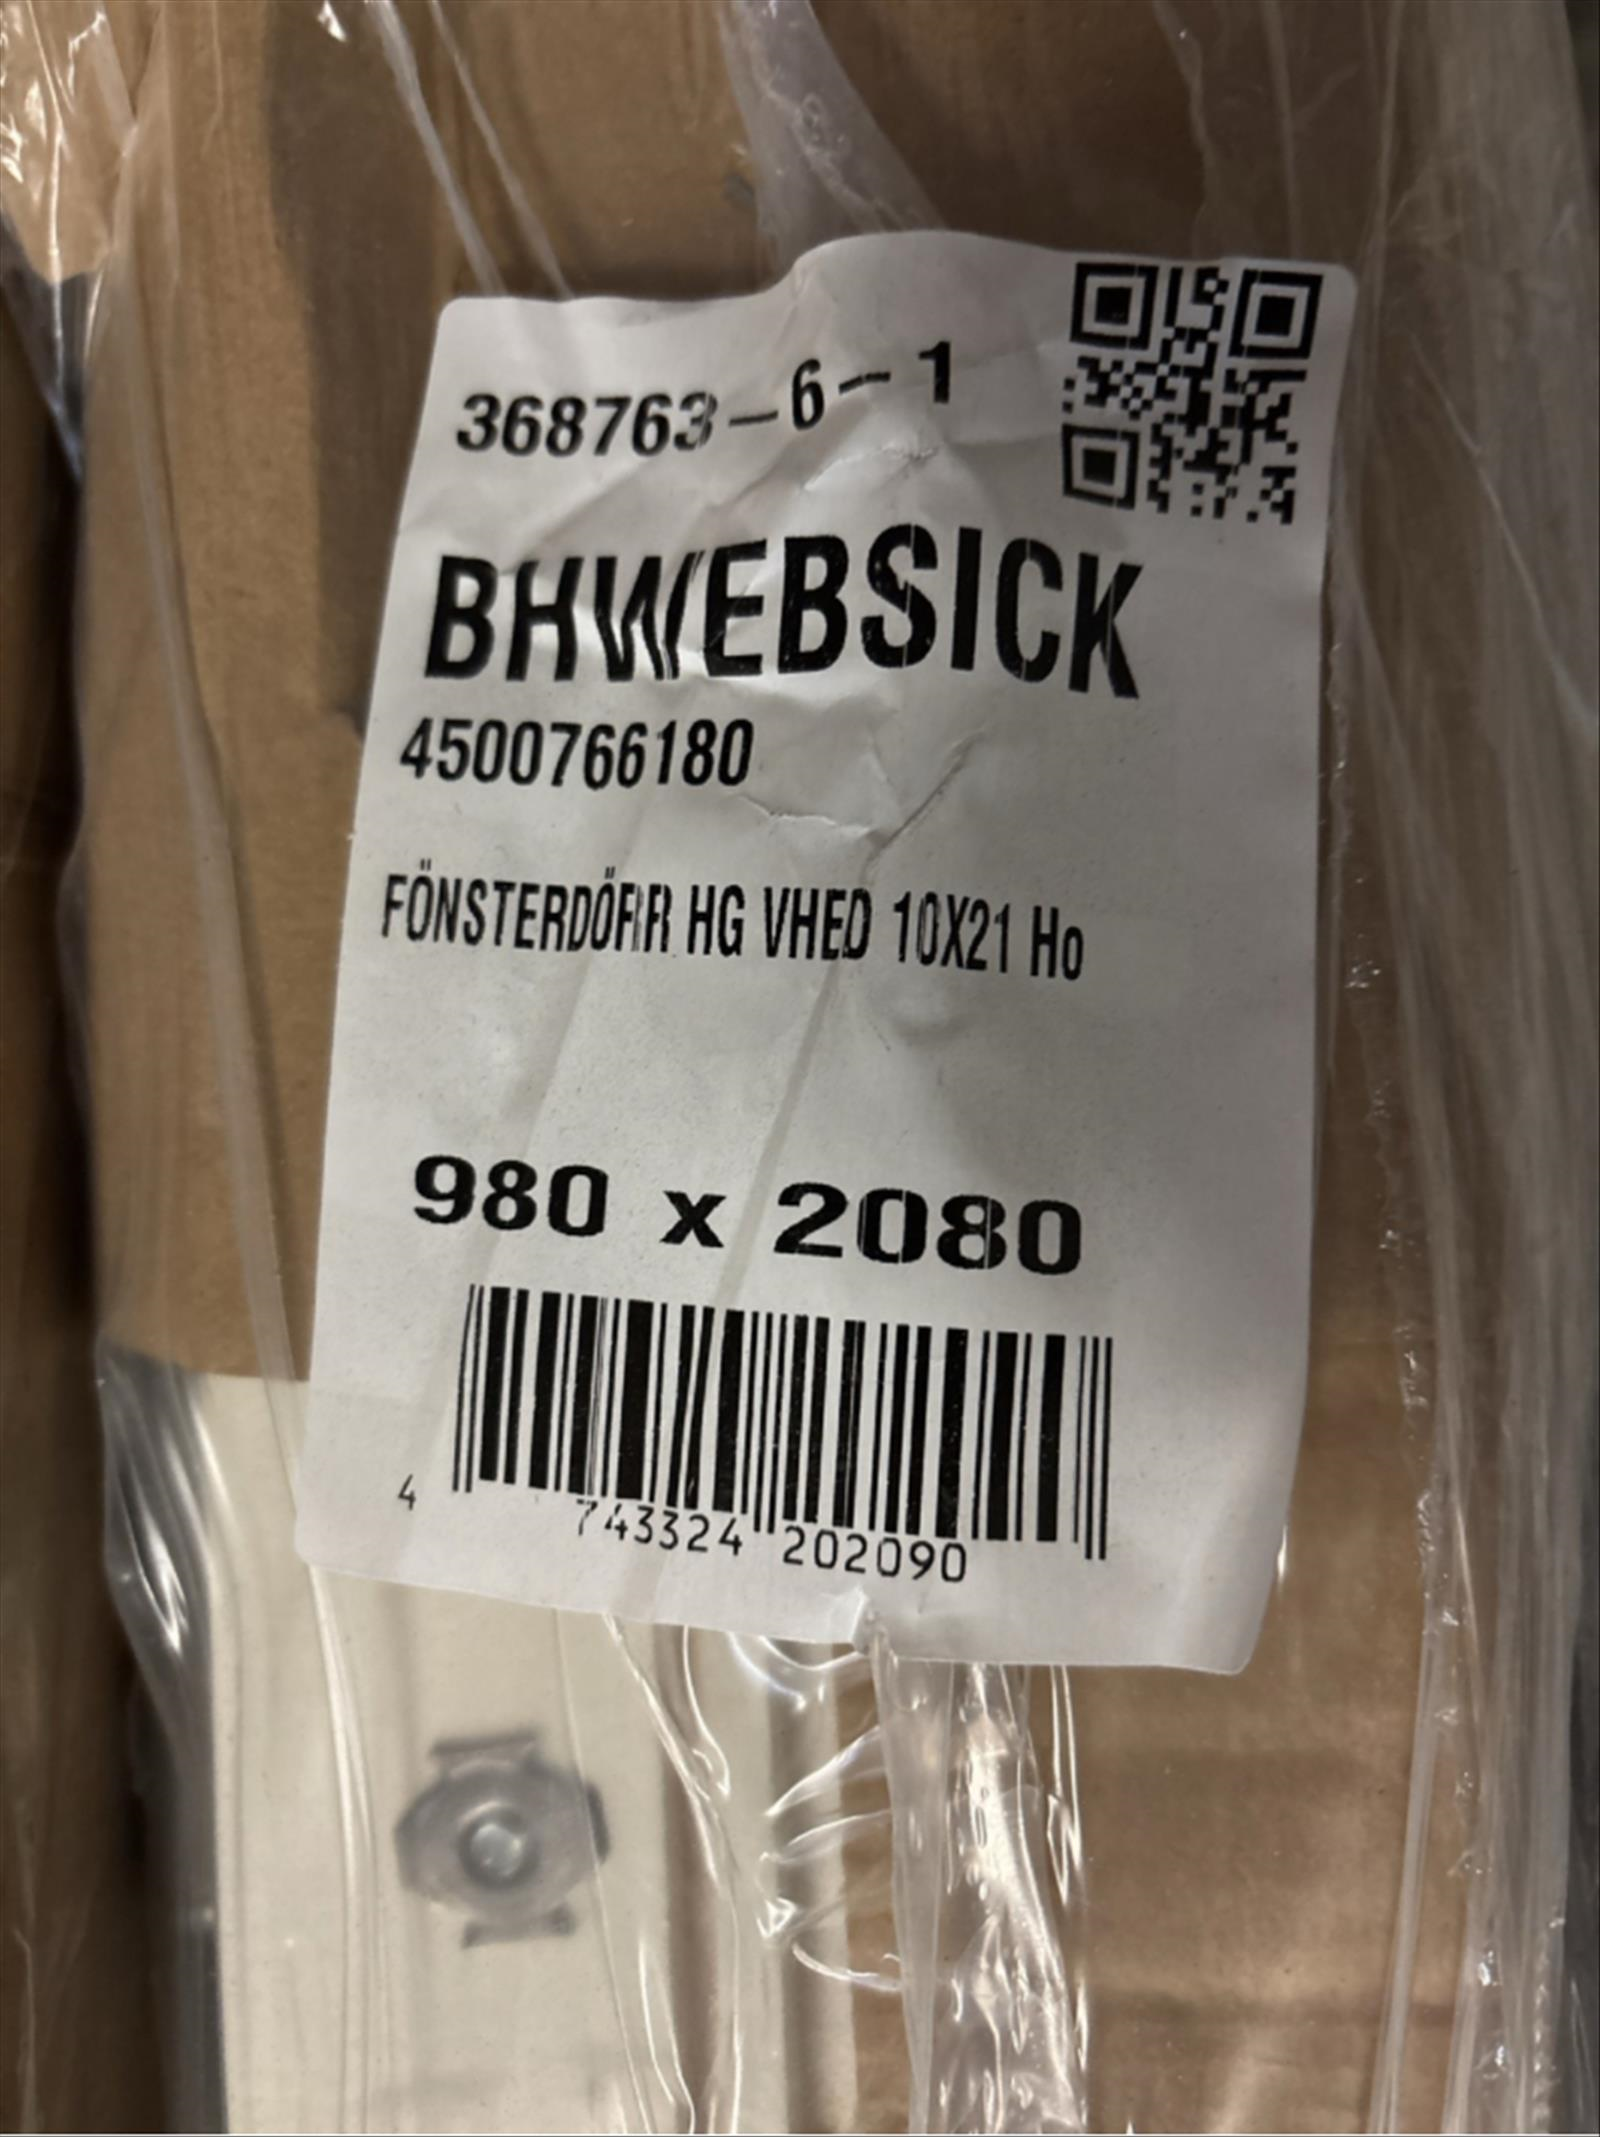 368763-6-1
BHWEBSICK
4500766180
FÖNSTERDÖRR HG VHED 10X21 Ho
980 x 2080
4 743324 202090